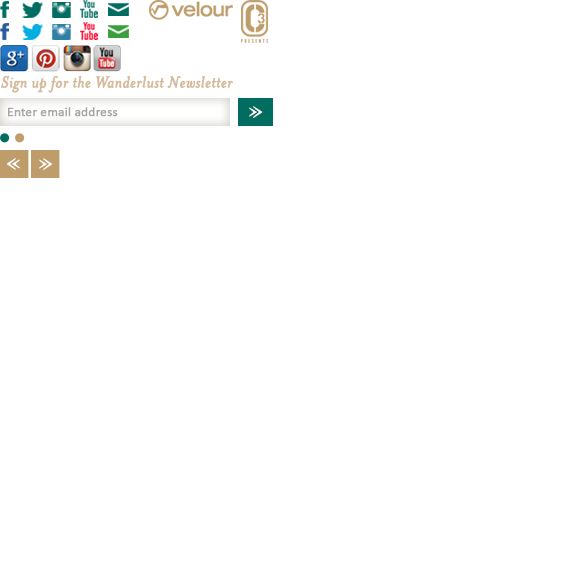 f You Tube velour C3
PRESENTS
f You Tube
g+ You Tube
Sign up for the Wanderlust Newsletter
Enter email address